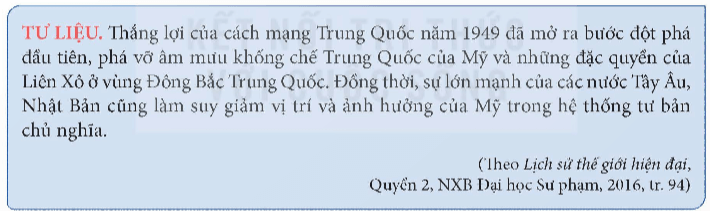 TƯ LIỆU. Thắng lợi của cách mạng Trung Quốc năm 1949 đã mở ra bước đột phá
đầu tiên, phá vỡ âm mưu khống chế Trung Quốc của Mỹ và những đặc quyền của
Liên Xô ở vùng Đông Bắc Trung Quốc. Đồng thời, sự lớn mạnh của các nước Tây Âu,
Nhật Bản cũng làm suy giảm vị trí và ảnh hưởng của Mỹ trong hệ thống tư bản
chủ nghĩa.
(Theo Lịch sử thế giới hiện đại,
Quyển 2, NXB Đại học Sư phạm, 2016, tr. 94)